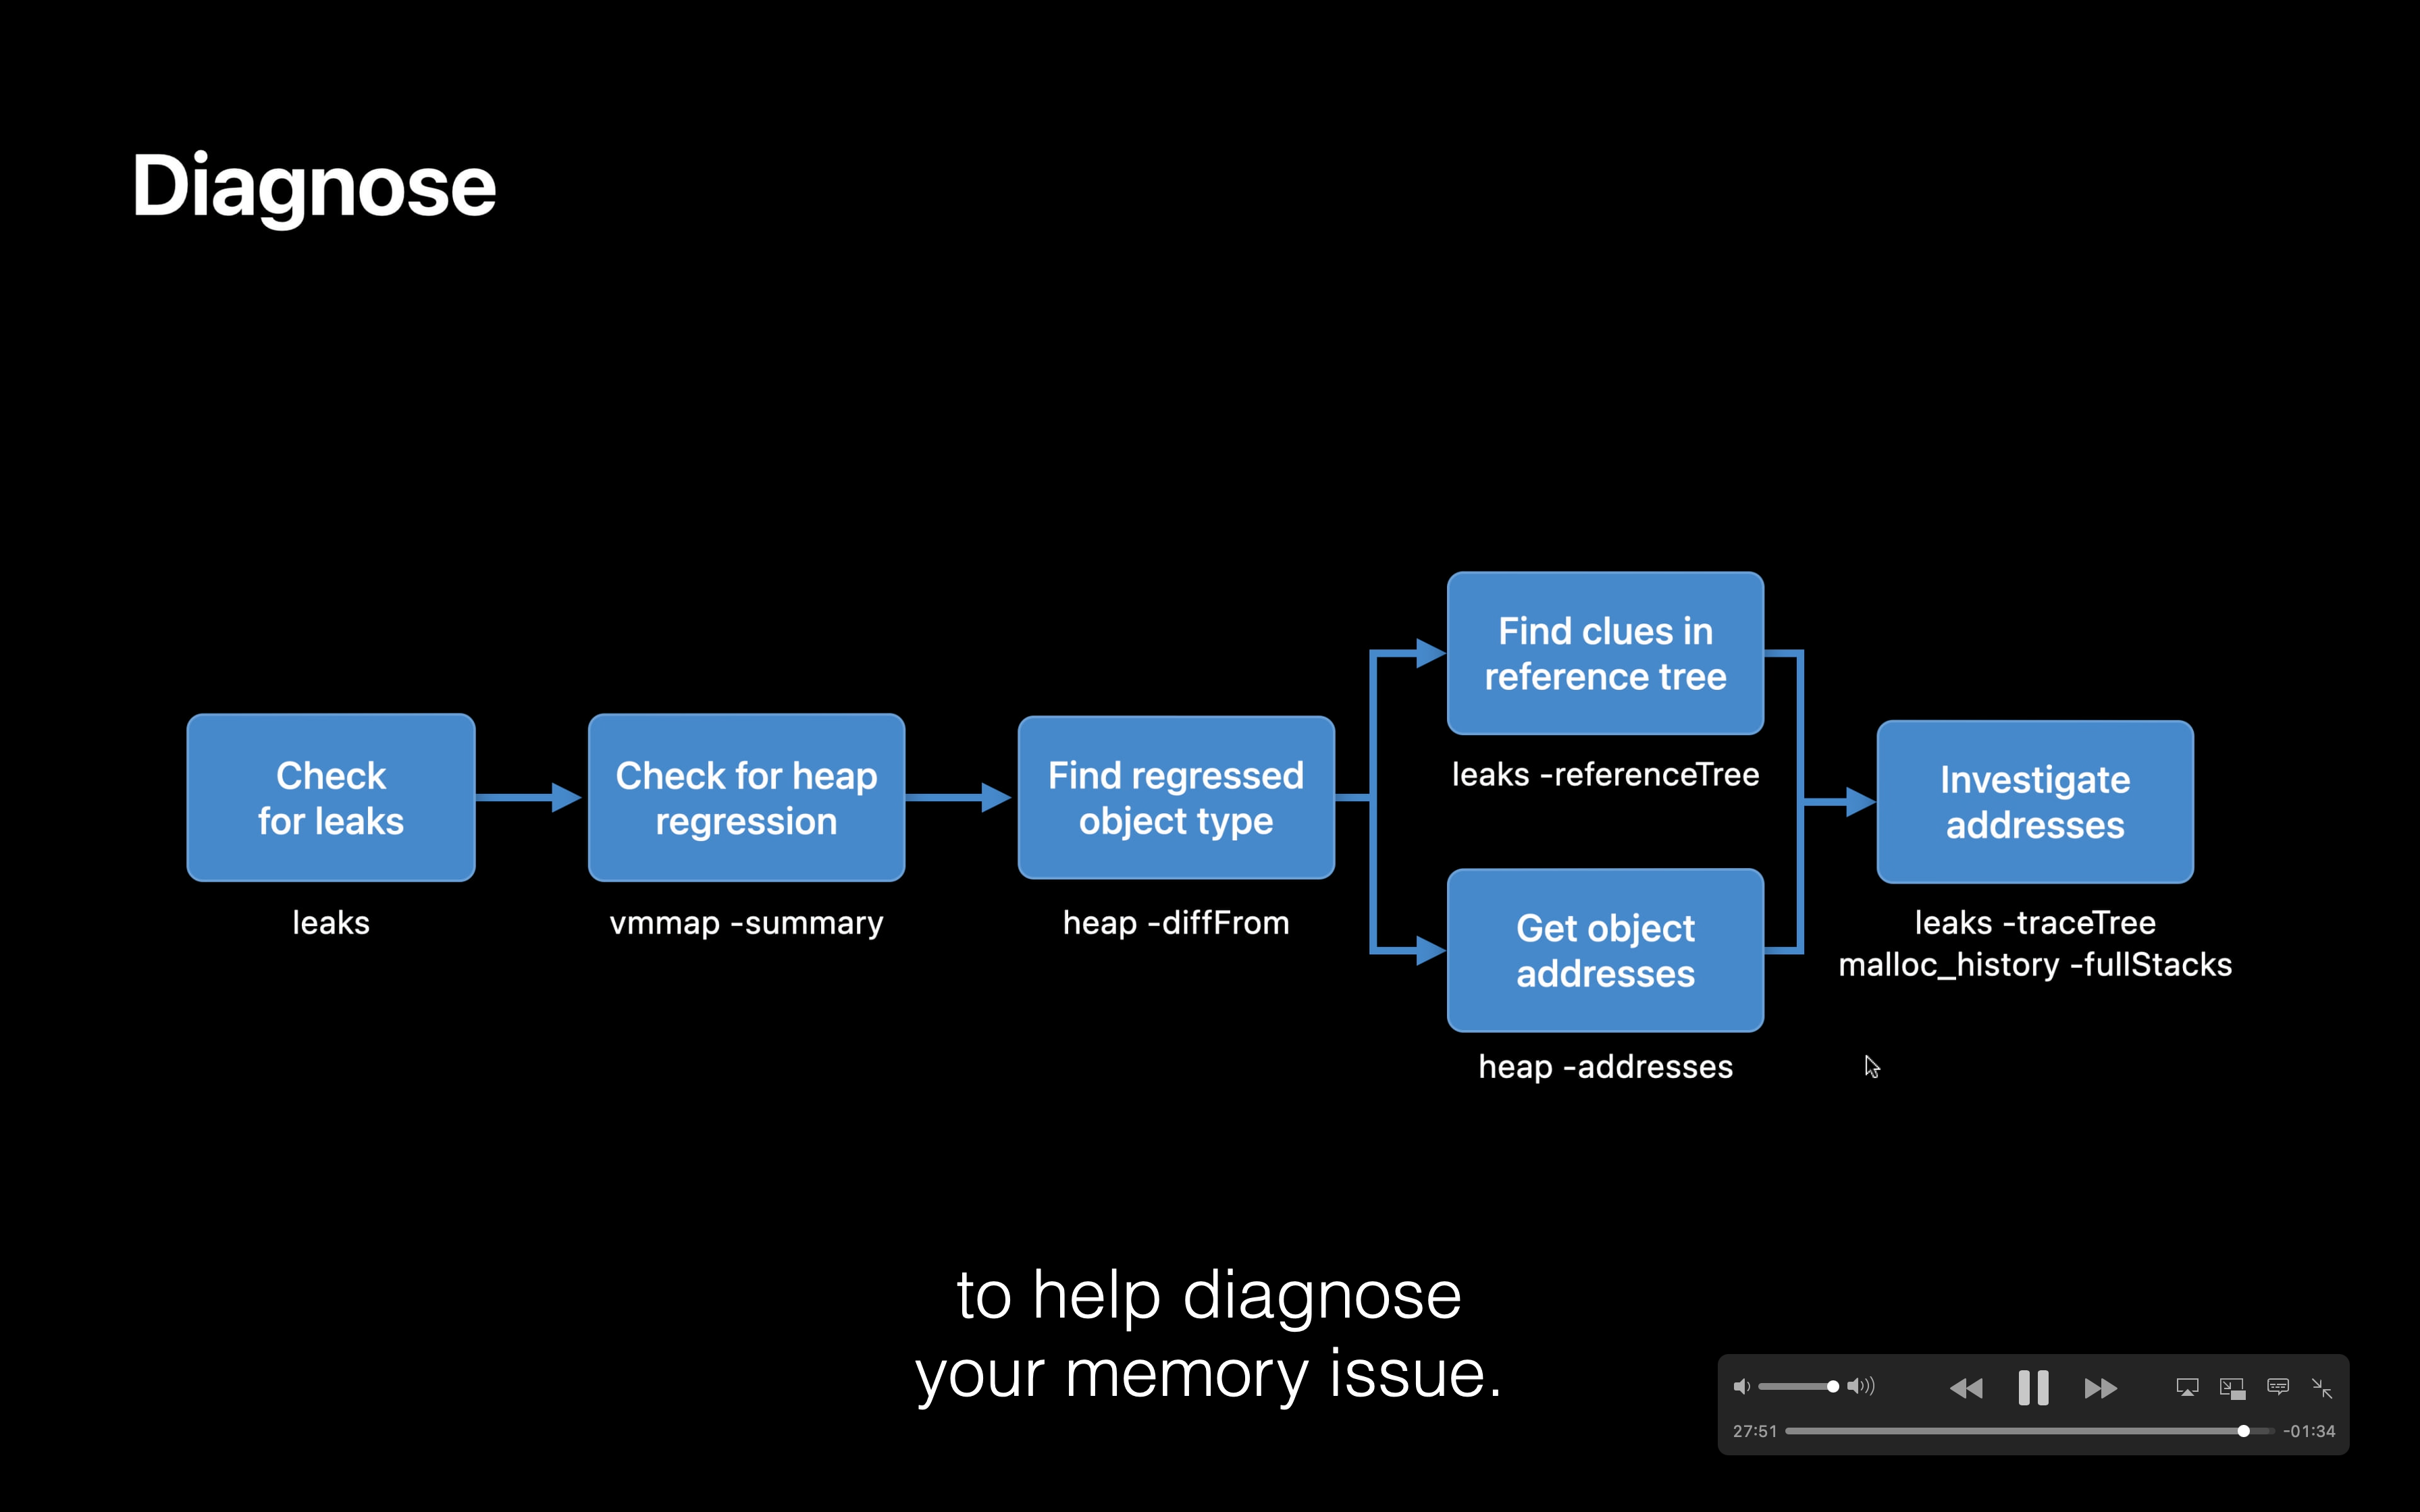 Diagnose
Check
for leaks
leaks
Check for heap
regression
vmmap -summary
Find regressed
object type
heap -diffFrom
Find clues in
reference tree
leaks -referenceTree
Get object
addresses
heap -addresses
Investigate
addresses
leaks -traceTree
malloc_history -fullStacks
to help diagnose
your memory issue.
27:51
-01:34